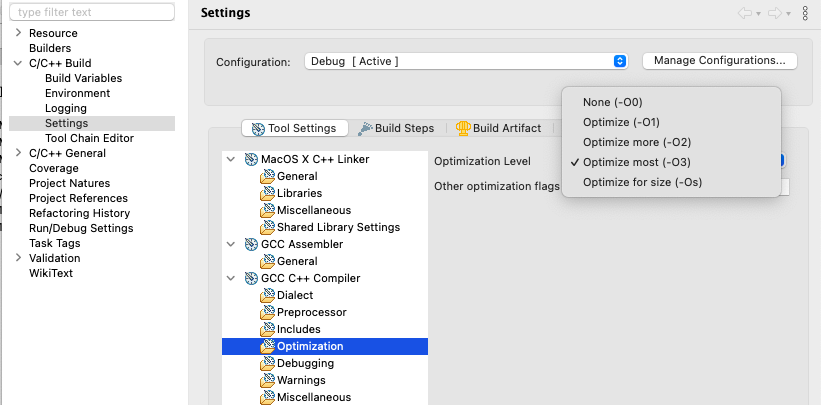 type filter text
Resource
Builders
C/C++ Build
Build Variables
Environment
Logging
Settings
Tool Chain Editor
C/C++ General
Coverage
Project Natures
Project References
Refactoring History
Run/Debug Settings
Task Tags
Validation
WikiText
Settings
Configuration:
Debug [ Active ]
Manage Configurations...
Tool Settings
Build Steps
Build Artifact
MacOS X C++ Linker
General
Libraries
Miscellaneous
Shared Library Settings
GCC Assembler
General
GCC C++ Compiler
Dialect
Preprocessor
Includes
Optimization
Debugging
Warnings
Miscellaneous
Optimization Level
Other optimization flags
None (-O0)
Optimize (-O1)
Optimize more (-O2)
✓ Optimize most (-O3)
Optimize for size (-Os)